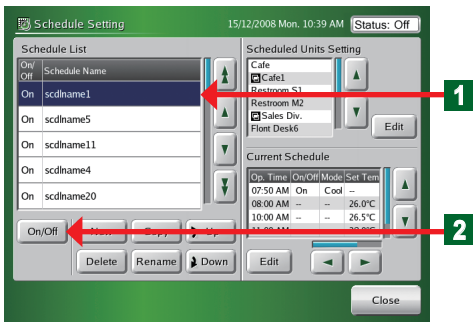 Schedule Setting
15/12/2008 Mon. 10:39 AM
Status: Off
Schedule List
On/Off Schedule Name
On scdlname1
On scdlname5
On scdlname11
On scdlname4
On scdlname20
On/Off
Copy
Up
Delete
Rename
Down
Scheduled Units Setting
Cafe
Cafe1
Restroom S1
Restroom M2
Sales Div.
Flont Desk6
Edit
Current Schedule
Op. Time On/Off Mode Set Tem
07:50 AM On Cool --
08:00 AM -- -- 26.0°C
10:00 AM -- -- 26.5°C
Edit
Close
1
2